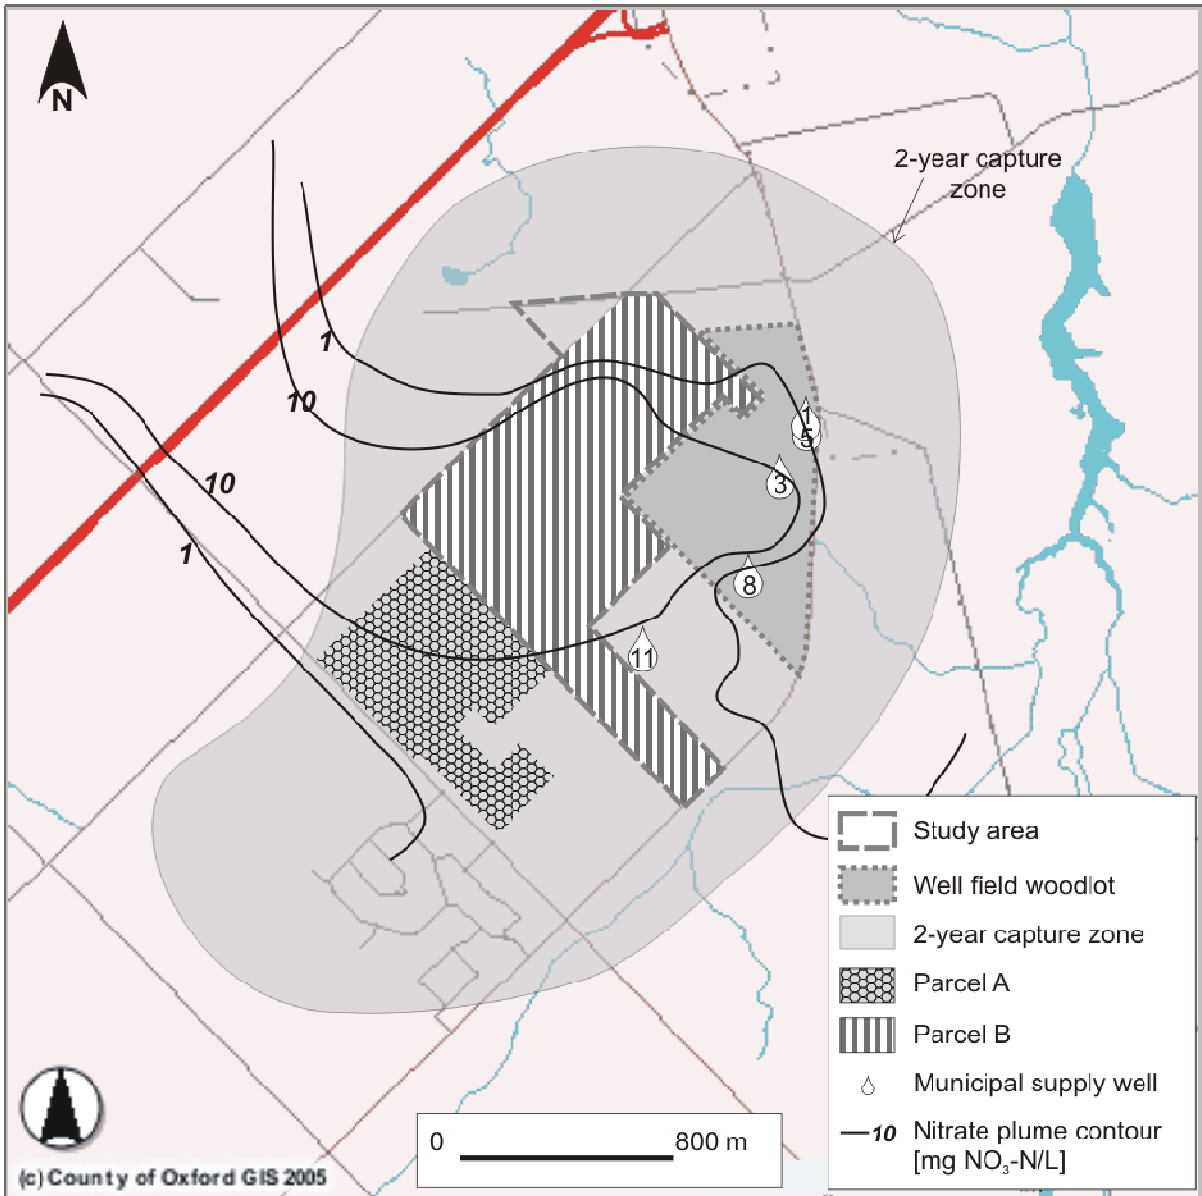 N
2-year capture
zone
1
10
10
1
1
5
3
8
11
Study area
Well field woodlot
2-year capture zone
Parcel A
Parcel B
Municipal supply well
10 Nitrate plume contour
[mg NO₃-N/L]
0 800 m
(c) County of Oxford GIS 2005